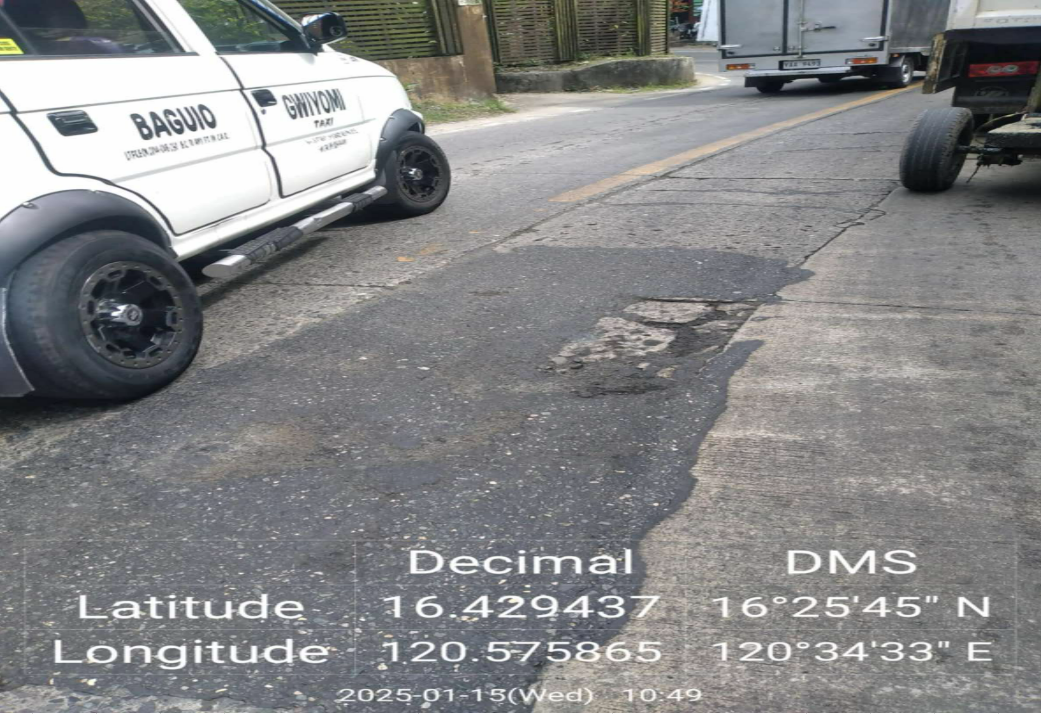 BAGUIO
GWIYOMI
TAXI
Decimal DMS
Latitude 16.429437 16°25'45" N
Longitude 120.575865 120°34'33" E
2025-01-15(Wed) 10:49